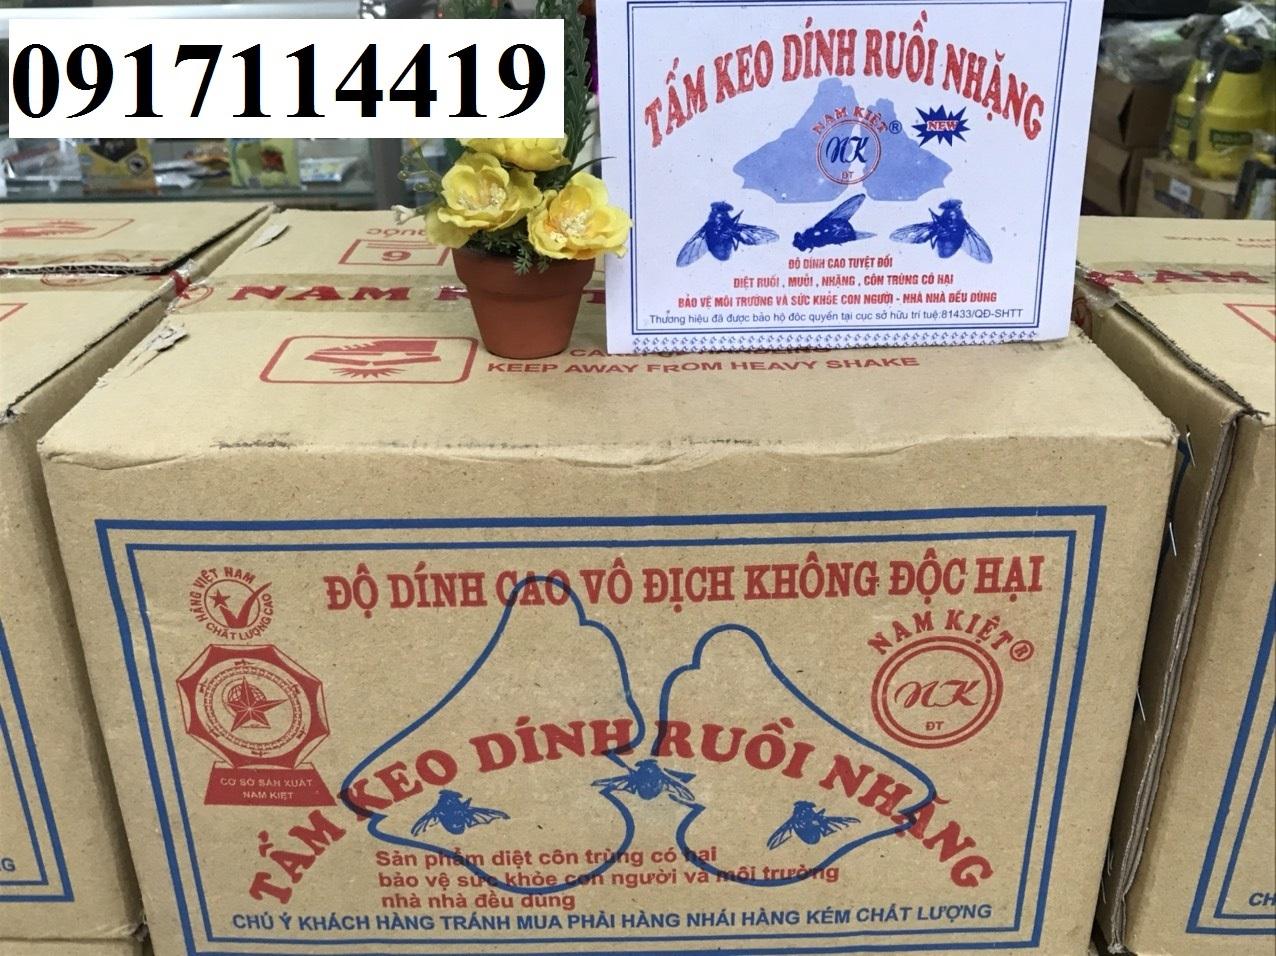 0917114419
TẤM KEO DÍNH RUỒI NHẶNG
NAM KIỆT®
NK
ĐT
NEW
ĐỘ DÍNH CAO TUYỆT ĐỐI
DIỆT RUỒI , MUỖI , NHẶNG , CÔN TRÙNG CÓ HẠI
BẢO VỆ MÔI TRƯỜNG VÀ SỨC KHỎE CON NGƯỜI - NHÀ NHÀ ĐỀU DÙNG
Thương hiệu đã được bảo hộ độc quyền tại cục sở hữu trí tuệ:81433/QĐ-SHTT
NAM K
NAM
6
KEEP AWAY FROM HEAVY SHAKE
HÀNG VIỆT NAM
CHẤT LƯỢNG CAO
ĐỘ DÍNH CAO VÔ ĐỊCH KHÔNG ĐỘC HẠI
NAM KIỆT®
NK
ĐT
CƠ SỞ SẢN XUẤT
NAM KIỆT
TẤM KEO DÍNH RUỒI NHẶNG
Sản phẩm diệt côn trùng có hại
bảo vệ sức khỏe con người và môi trường
nhà nhà đều dùng
CHÚ Ý KHÁCH HÀNG TRÁNH MUA PHẢI HÀNG NHÁI HÀNG KÉM CHẤT LƯỢNG